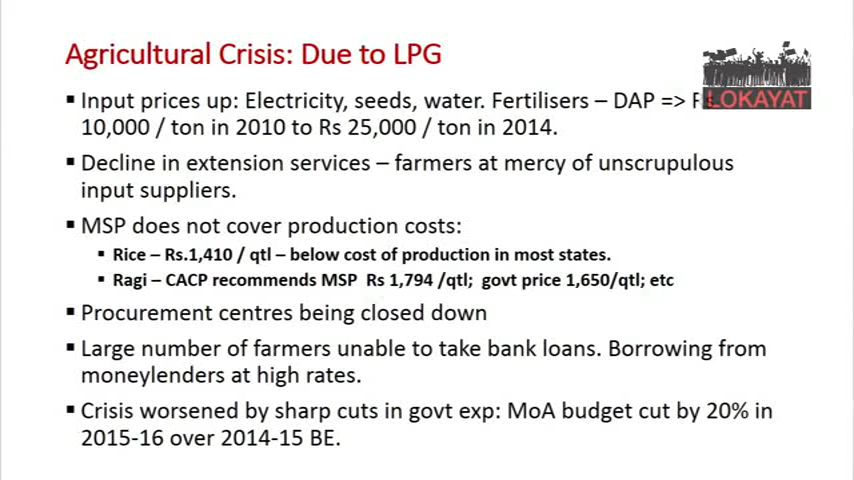 Agricultural Crisis: Due to LPG
LOKAYAT
▪ Input prices up: Electricity, seeds, water. Fertilisers – DAP =>
10,000 / ton in 2010 to Rs 25,000 / ton in 2014.
▪ Decline in extension services – farmers at mercy of unscrupulous
input suppliers.
▪ MSP does not cover production costs:
▪ Rice – Rs.1,410 / qtl – below cost of production in most states.
▪ Ragi – CACP recommends MSP Rs 1,794 /qtl; govt price 1,650/qtl; etc
▪ Procurement centres being closed down
▪ Large number of farmers unable to take bank loans. Borrowing from
moneylenders at high rates.
▪ Crisis worsened by sharp cuts in govt exp: MoA budget cut by 20% in
2015-16 over 2014-15 BE.